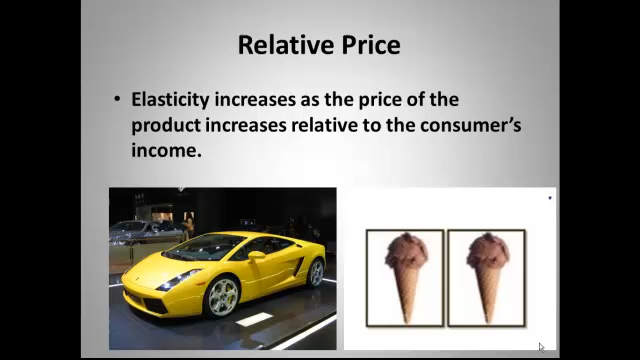 Relative Price
• Elasticity increases as the price of the
product increases relative to the consumer's
income.